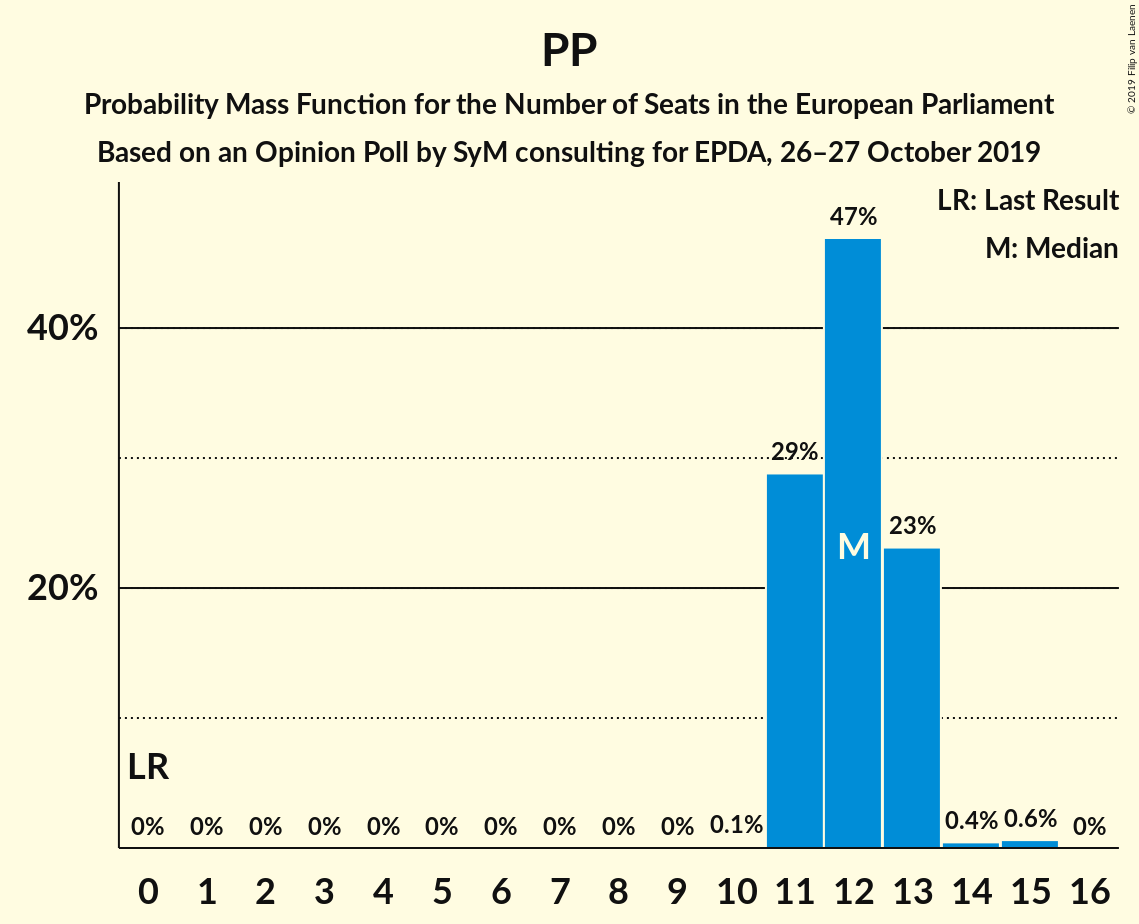 PP
Probability Mass Function for the Number of Seats in the European Parliament
Based on an Opinion Poll by SyM consulting for EPDA, 26–27 October 2019
© 2019 Filip van Laenen
LR: Last Result
M: Median
47%
40%
29%
23%
M
20%
LR
0% 0% 0% 0% 0% 0% 0% 0% 0% 0% 0.1% 0.4% 0.6% 0%
0 1 2 3 4 5 6 7 8 9 10 11 12 13 14 15 16